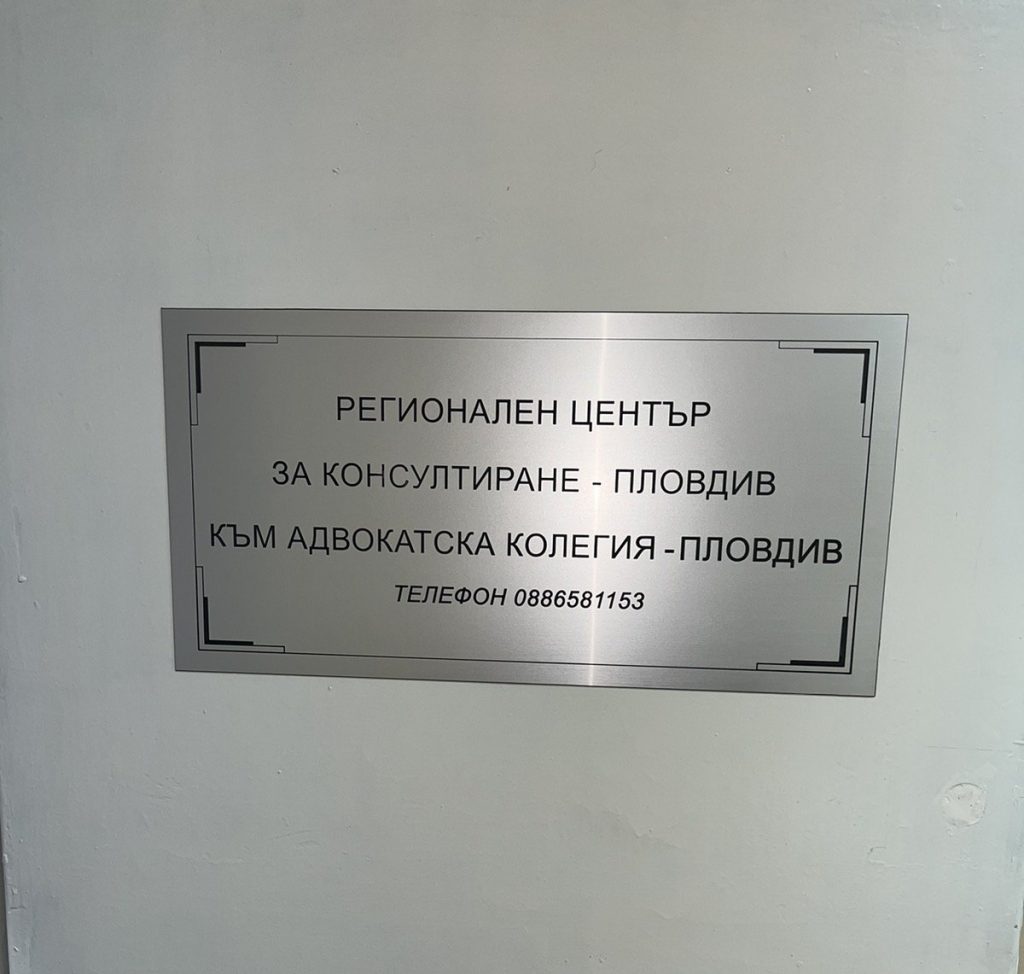 РЕГИОНАЛЕН ЦЕНТЪР
ЗА КОНСУЛТИРАНЕ - ПЛОВДИВ
КЪМ АДВОКАТСКА КОЛЕГИЯ - ПЛОВДИВ
ТЕЛЕФОН 0886581153